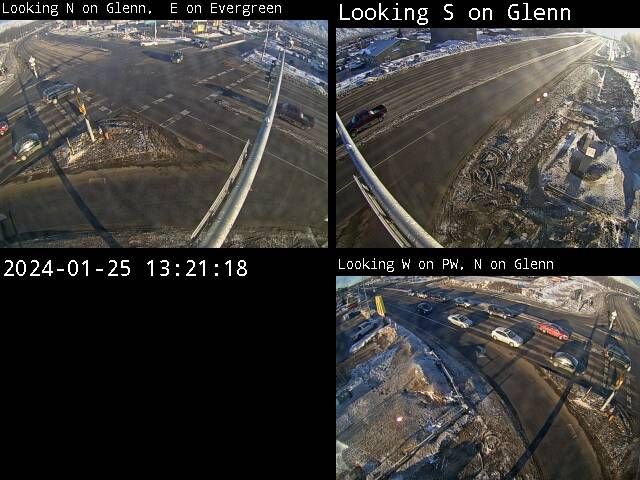 Looking N on Glenn, E on Evergreen
Looking S on Glenn
2024-01-25 13:21:18
Looking W on PW, N on Glenn